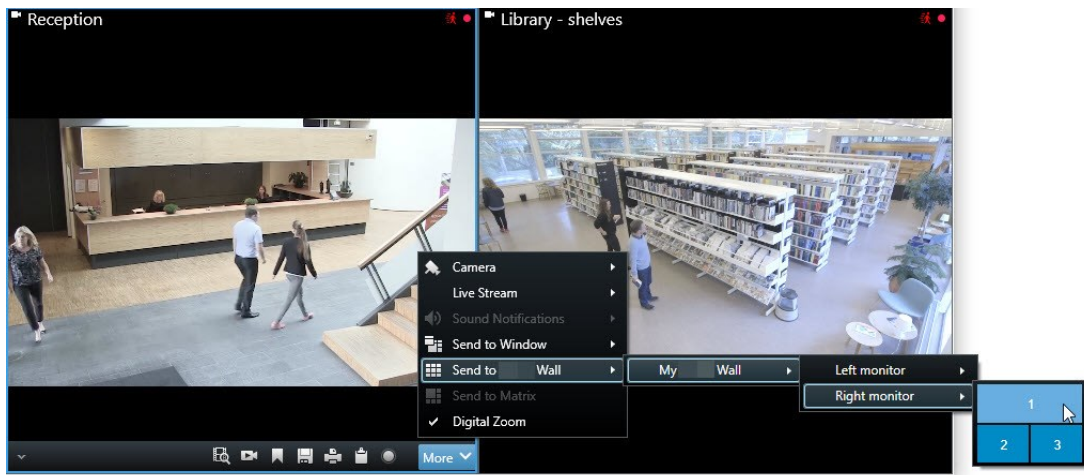 Reception
Library - shelves
Camera
Live Stream
Sound Notifications
Send to Window
Send to Wall
My Wall
Left monitor
Send to Matrix
Right monitor
1
Digital Zoom
2 3
More